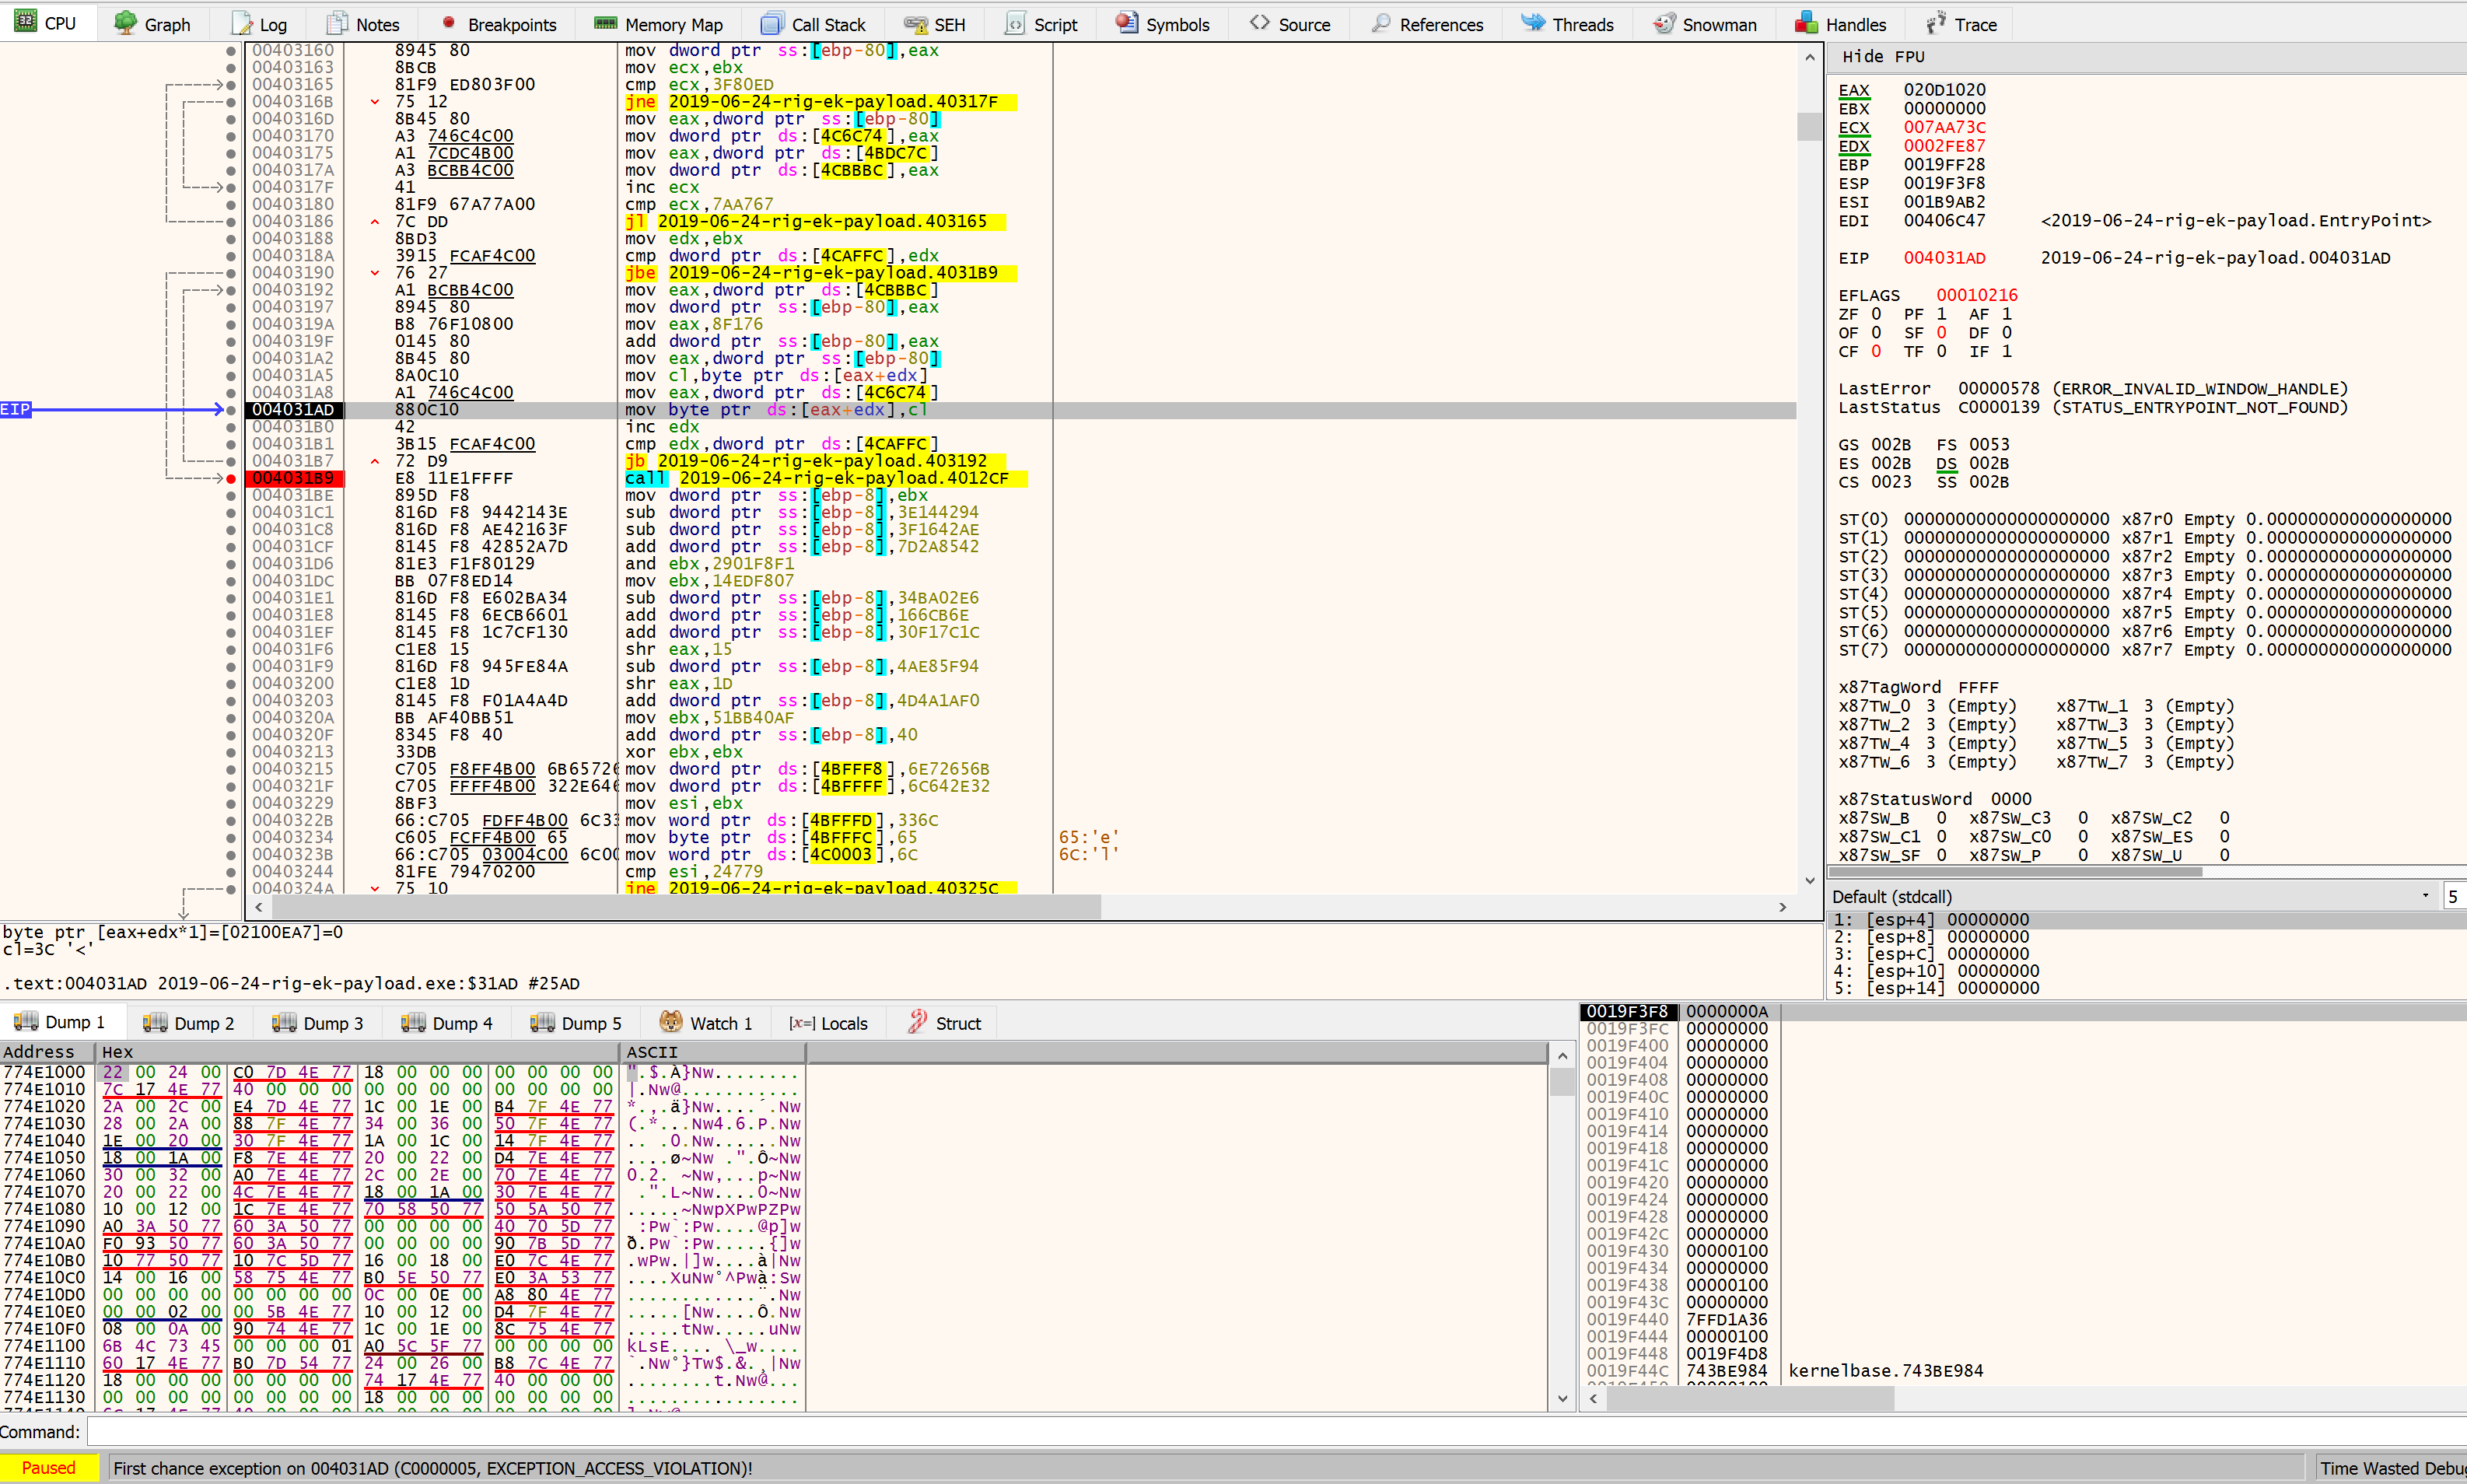 CPU Graph Log Notes Breakpoints Memory Map Call Stack SEH Script Symbols Source References Threads Snowman Handles Trace
00403160 8945 80 mov dword ptr ss:[ebp-80],eax
00403163 8BCB mov ecx,ebx
00403165 81F9 ED803F00 cmp ecx,3F80ED
0040316B 75 12 jne 2019-06-24-rig-ek-payload.40317F
0040316D 8B45 80 mov eax,dword ptr ss:[ebp-80]
00403170 A3 746C4C00 mov dword ptr ds:[4C6C74],eax
00403175 A1 7CDC4B00 mov eax,dword ptr ds:[4BDC7C]
0040317A A3 BCBB4C00 mov dword ptr ds:[4CBBBC],eax
0040317F 41 inc ecx
00403180 81F9 67A77A00 cmp ecx,7AA767
00403186 7C DD jl 2019-06-24-rig-ek-payload.403165
00403188 8BD3 mov edx,ebx
0040318A 3915 FCAF4C00 cmp dword ptr ds:[4CAFFC],edx
00403190 76 27 jbe 2019-06-24-rig-ek-payload.4031B9
00403192 A1 BCBB4C00 mov eax,dword ptr ds:[4CBBBC]
00403197 8945 80 mov dword ptr ss:[ebp-80],eax
0040319A B8 76F10800 mov eax,8F176
0040319F 0145 80 add dword ptr ss:[ebp-80],eax
004031A2 8B45 80 mov eax,dword ptr ss:[ebp-80]
004031A5 8A0C10 mov cl,byte ptr ds:[eax+edx]
004031A8 A1 746C4C00 mov eax,dword ptr ds:[4C6C74]
EIP 004031AD 880C10 mov byte ptr ds:[eax+edx],cl
004031B0 42 inc edx
004031B1 3B15 FCAF4C00 cmp edx,dword ptr ds:[4CAFFC]
004031B7 72 D9 jb 2019-06-24-rig-ek-payload.403192
004031B9 E8 11E1FFFF call 2019-06-24-rig-ek-payload.4012CF
004031BE 895D F8 mov dword ptr ss:[ebp-8],ebx
004031C1 816D F8 9442143E sub dword ptr ss:[ebp-8],3E144294
004031C8 816D F8 AE42163F sub dword ptr ss:[ebp-8],3F1642AE
004031CF 8145 F8 42852A7D add dword ptr ss:[ebp-8],7D2A8542
004031D6 81E3 F1F80129 and ebx,2901F8F1
004031DC BB 07F8ED14 mov ebx,14EDF807
004031E1 816D F8 E602BA34 sub dword ptr ss:[ebp-8],34BA02E6
004031E8 8145 F8 6ECB6601 add dword ptr ss:[ebp-8],166CB6E
004031EF 8145 F8 1C7CF130 add dword ptr ss:[ebp-8],30F17C1C
004031F6 C1E8 15 shr eax,15
004031F9 816D F8 945FE84A sub dword ptr ss:[ebp-8],4AE85F94
00403200 C1E8 1D shr eax,1D
00403203 8145 F8 F01A4A4D add dword ptr ss:[ebp-8],4D4A1AF0
0040320A BB AF40BB51 mov ebx,51BB40AF
0040320F 8345 F8 40 add dword ptr ss:[ebp-8],40
00403213 33DB xor ebx,ebx
00403215 C705 F8FF4B00 6B65726 mov dword ptr ds:[4BFFF8],6E72656B
0040321F C705 FFFF4B00 322E646 mov dword ptr ds:[4BFFFF],6C642E32
00403229 8BF3 mov esi,ebx
0040322B 66:C705 FDFF4B00 6C33 mov word ptr ds:[4BFFFD],336C
00403234 C605 FCFF4B00 65 mov byte ptr ds:[4BFFFC],65 65:'e'
0040323B 66:C705 03004C00 6C00 mov word ptr ds:[4C0003],6C 6C:'l'
00403244 81FE 79470200 cmp esi,24779
0040324A 75 10 jne 2019-06-24-rig-ek-payload.40325C
byte ptr [eax+edx*1]=[02100EA7]=0
cl=3C '<'
.text:004031AD 2019-06-24-rig-ek-payload.exe:$31AD #25AD
Hide FPU
EAX 020D1020
EBX 00000000
ECX 007AA73C
EDX 0002FE87
EBP 0019FF28
ESP 0019F3F8
ESI 001B9AB2
EDI 00406C47 <2019-06-24-rig-ek-payload.EntryPoint>
EIP 004031AD 2019-06-24-rig-ek-payload.004031AD
EFLAGS 00010216
ZF 0 PF 1 AF 1
OF 0 SF 0 DF 0
CF 0 TF 0 IF 1
LastError 00000578 (ERROR_INVALID_WINDOW_HANDLE)
LastStatus C0000139 (STATUS_ENTRYPOINT_NOT_FOUND)
GS 002B FS 0053
ES 002B DS 002B
CS 0023 SS 002B
ST(0) 00000000000000000000 x87r0 Empty 0.000000000000000000
ST(1) 00000000000000000000 x87r1 Empty 0.000000000000000000
ST(2) 00000000000000000000 x87r2 Empty 0.000000000000000000
ST(3) 00000000000000000000 x87r3 Empty 0.000000000000000000
ST(4) 00000000000000000000 x87r4 Empty 0.000000000000000000
ST(5) 00000000000000000000 x87r5 Empty 0.000000000000000000
ST(6) 00000000000000000000 x87r6 Empty 0.000000000000000000
ST(7) 00000000000000000000 x87r7 Empty 0.000000000000000000
x87TagWord FFFF
x87TW_0 3 (Empty) x87TW_1 3 (Empty)
x87TW_2 3 (Empty) x87TW_3 3 (Empty)
x87TW_4 3 (Empty) x87TW_5 3 (Empty)
x87TW_6 3 (Empty) x87TW_7 3 (Empty)
x87StatusWord 0000
x87SW_B 0 x87SW_C3 0 x87SW_C2 0
x87SW_C1 0 x87SW_C0 0 x87SW_ES 0
x87SW_SF 0 x87SW_P 0 x87SW_U 0
Default (stdcall) 5
1: [esp+4] 00000000
2: [esp+8] 00000000
3: [esp+C] 00000000
4: [esp+10] 00000000
5: [esp+14] 00000000
Dump 1 Dump 2 Dump 3 Dump 4 Dump 5 Watch 1 [x=] Locals Struct
Address Hex ASCII
774E1000 22 00 24 00 C0 7D 4E 77 18 00 00 00 00 00 00 00 ".$.À}Nw........
774E1010 7C 17 4E 77 40 00 00 00 00 00 00 00 00 00 00 00 |.Nw@...........
774E1020 2A 00 2C 00 E4 7D 4E 77 1C 00 1E 00 B4 7F 4E 77 *.,.ä}Nw....´.Nw
774E1030 28 00 2A 00 88 7F 4E 77 34 00 36 00 50 7F 4E 77 (.*...Nw4.6.P.Nw
774E1040 1E 00 20 00 30 7F 4E 77 1A 00 1C 00 14 7F 4E 77 .. .0.Nw......Nw
774E1050 18 00 1A 00 F8 7E 4E 77 20 00 22 00 D4 7E 4E 77 ....ø~Nw .".Ô~Nw
774E1060 30 00 32 00 A0 7E 4E 77 2C 00 2E 00 70 7E 4E 77 0.2. ~Nw,...p~Nw
774E1070 20 00 22 00 4C 7E 4E 77 18 00 1A 00 30 7E 4E 77 .".L~Nw....0~Nw
774E1080 10 00 12 00 1C 7E 4E 77 70 58 50 77 50 5A 50 77 .....~NwpXPwPZPw
774E1090 A0 3A 50 77 60 3A 50 77 00 00 00 00 40 70 5D 77 :Pw`:Pw....@p]w
774E10A0 F0 93 50 77 60 3A 50 77 00 00 00 00 90 7B 5D 77 ð.Pw`:Pw.....{]w
774E10B0 10 77 50 77 10 7C 5D 77 16 00 18 00 E0 7C 4E 77 .wPw.|]w....à|Nw
774E10C0 14 00 16 00 58 75 4E 77 B0 5E 50 77 E0 3A 53 77 ....XuNw°^Pwà:Sw
774E10D0 00 00 00 00 00 00 00 00 0C 00 0E 00 A8 80 4E 77 ............¨.Nw
774E10E0 00 00 02 00 00 5B 4E 77 10 00 12 00 D4 7F 4E 77 .....[Nw....Ô.Nw
774E10F0 08 00 0A 00 90 74 4E 77 1C 00 1E 00 8C 75 4E 77 .....tNw.....uNw
774E1100 6B 4C 73 45 00 00 00 01 A0 5C 5F 77 00 00 00 00 kLsE.... \_w....
774E1110 60 17 4E 77 B0 7D 54 77 24 00 26 00 B8 7C 4E 77 `.Nw°}Tw$.&.¸|Nw
774E1120 18 00 00 00 00 00 00 00 74 17 4E 77 40 00 00 00 ........t.Nw@...
774E1130 00 00 00 00 00 00 00 00 18 00 00 00 00 00 00 00 ................
0019F3F8 0000000A
0019F3FC 00000000
0019F400 00000000
0019F404 00000000
0019F408 00000000
0019F40C 00000000
0019F410 00000000
0019F414 00000000
0019F418 00000000
0019F41C 00000000
0019F420 00000000
0019F424 00000000
0019F428 00000000
0019F42C 00000000
0019F430 00000100
0019F434 00000000
0019F438 00000100
0019F43C 00000000
0019F440 7FFD1A36
0019F444 00000100
0019F448 0019F4D8
0019F44C 743BE984 kernelbase.743BE984
Command:
Paused First chance exception on 004031AD (C0000005, EXCEPTION_ACCESS_VIOLATION)! Time Wasted Debu